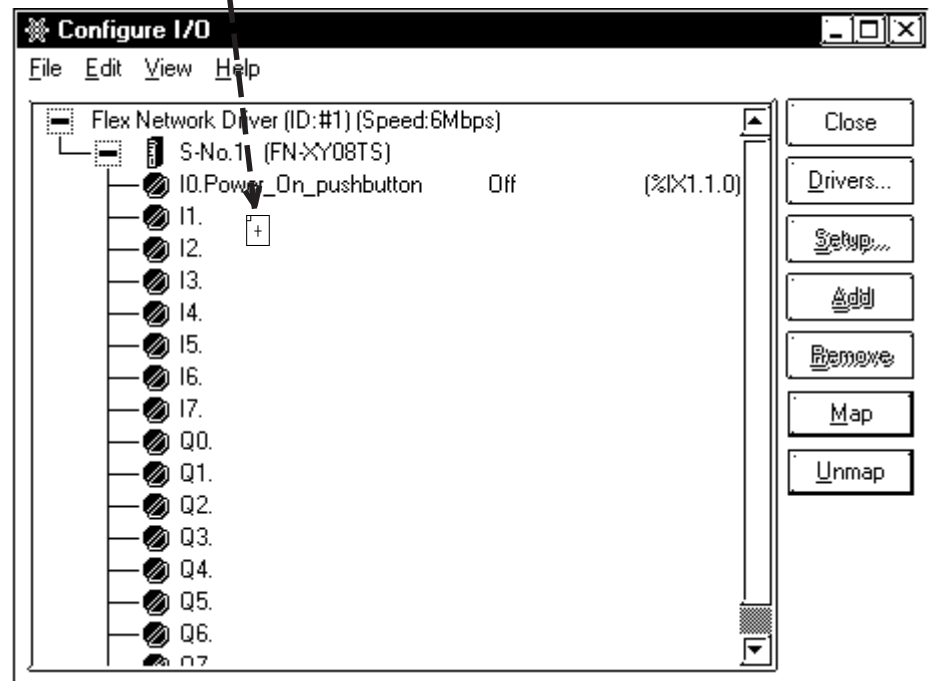 Configure I/O
File Edit View Help
Flex Network Driver (ID:#1) (Speed:6Mbps)
S-No.1 (FN-XY08TS)
I0.Power_On_pushbutton Off (%IX1.1.0)
I1.
I2.
I3.
I4.
I5.
I6.
I7.
Q0.
Q1.
Q2.
Q3.
Q4.
Q5.
Q6.
Q7
Close
Drivers...
Setup...
Add
Remove
Map
Unmap